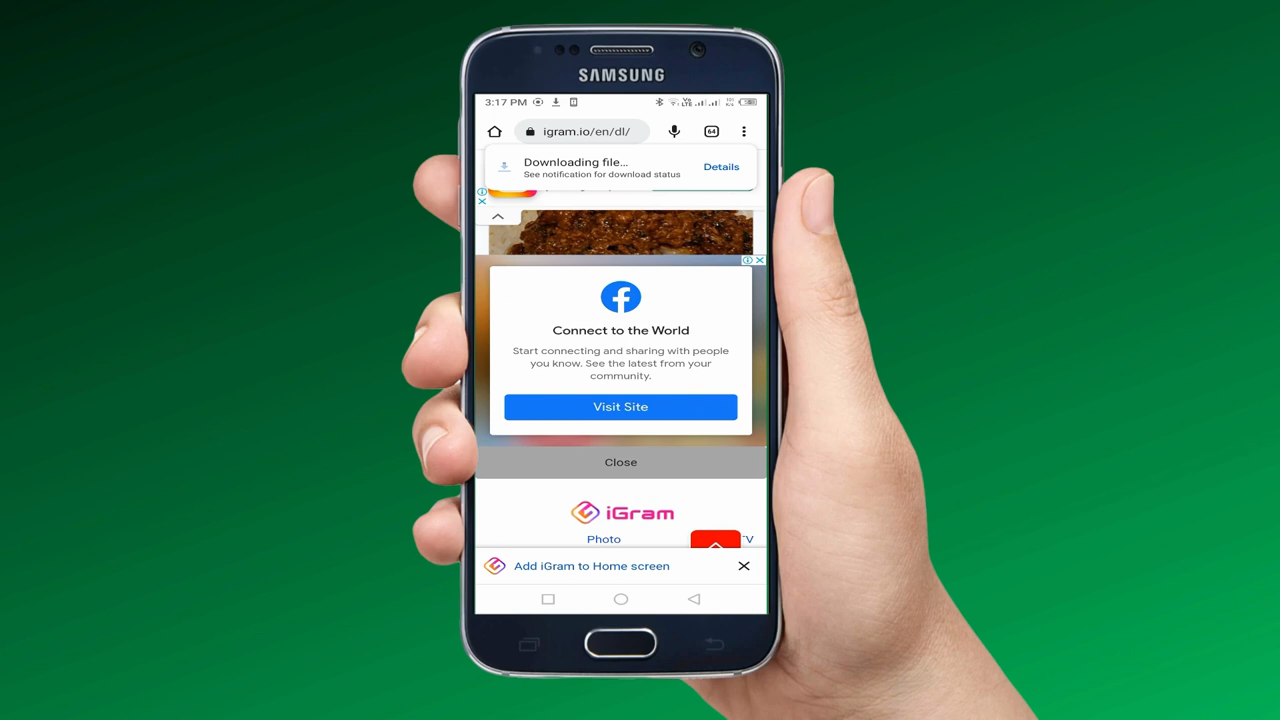 SAMSUNG
3:17 PM
igram.io/en/dl/
64
Downloading file...
See notification for download status
Details
Connect to the World
Start connecting and sharing with people
you know. See the latest from your
community.
Visit Site
Close
iGram
Photo
Add iGram to Home screen